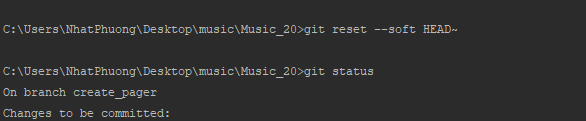 C:\Users\NhatPhuong\Desktop\music\Music_20>git reset --soft HEAD~
C:\Users\NhatPhuong\Desktop\music\Music_20>git status
On branch create_pager
Changes to be committed: